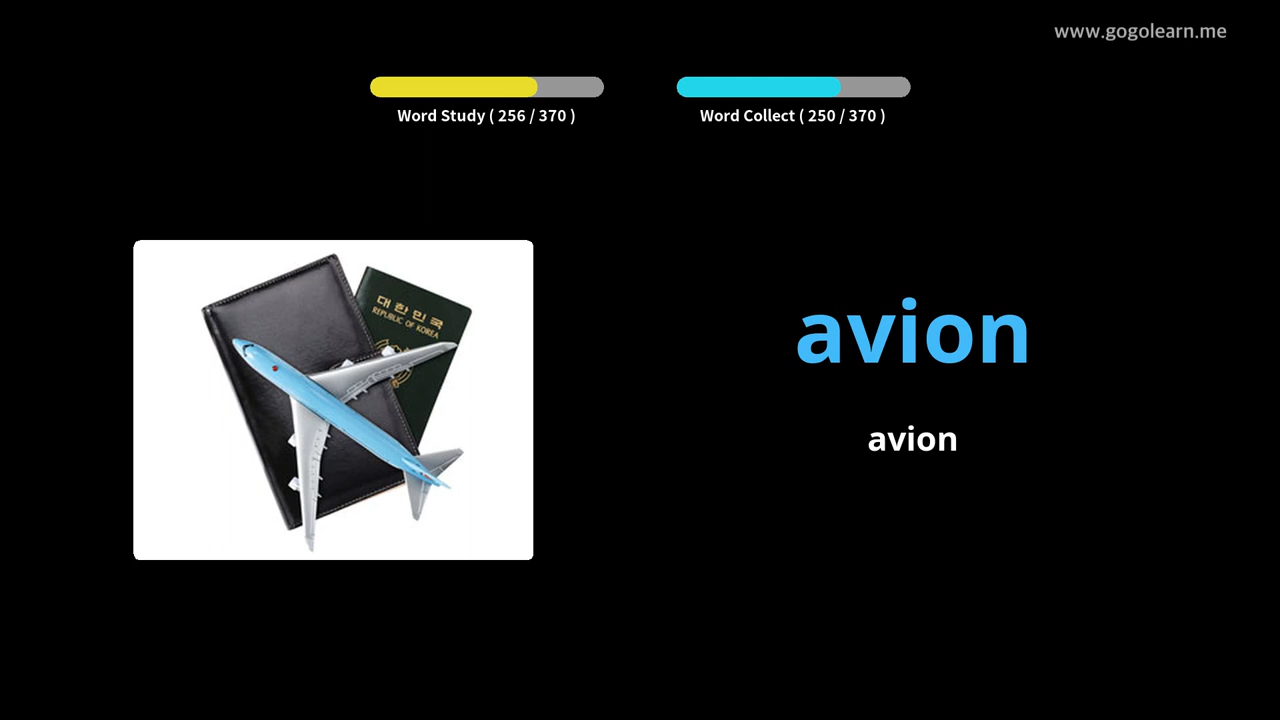 www.gogolearn.me
Word Study ( 256 / 370 )
Word Collect ( 250 / 370 )
대한민국
REPUBLIC OF KOREA
avion
avion